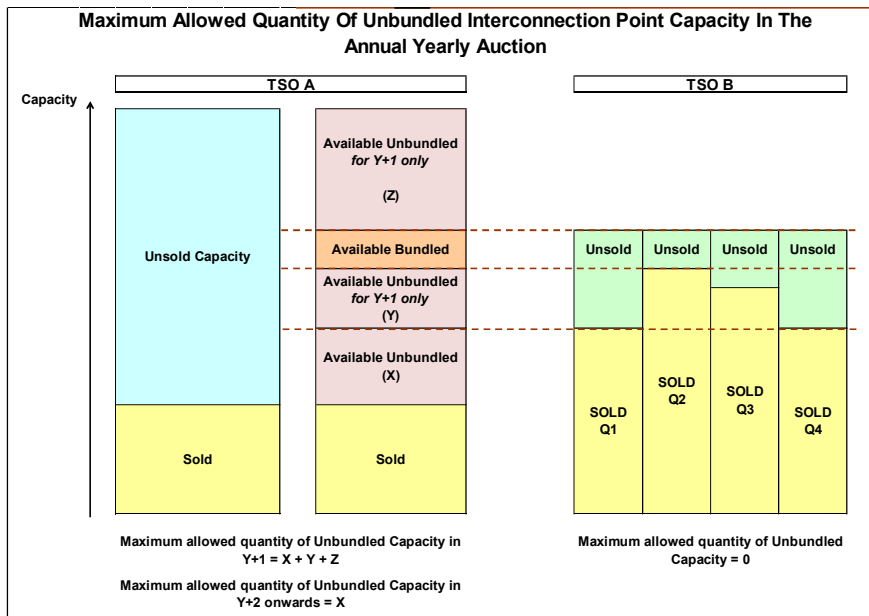 Maximum Allowed Quantity Of Unbundled Interconnection Point Capacity In The
Annual Yearly Auction
TSO A
TSO B
Capacity
Unsold Capacity
Sold
Available Unbundled
for Y+1 only
(Z)
Available Bundled
Available Unbundled
for Y+1 only
(Y)
Available Unbundled
(X)
Sold
Unsold
Unsold
Unsold
Unsold
SOLD
Q1
SOLD
Q2
SOLD
Q3
SOLD
Q4
Maximum allowed quantity of Unbundled Capacity in
Y+1 = X + Y + Z
Maximum allowed quantity of Unbundled Capacity in
Y+2 onwards = X
Maximum allowed quantity of Unbundled
Capacity = 0